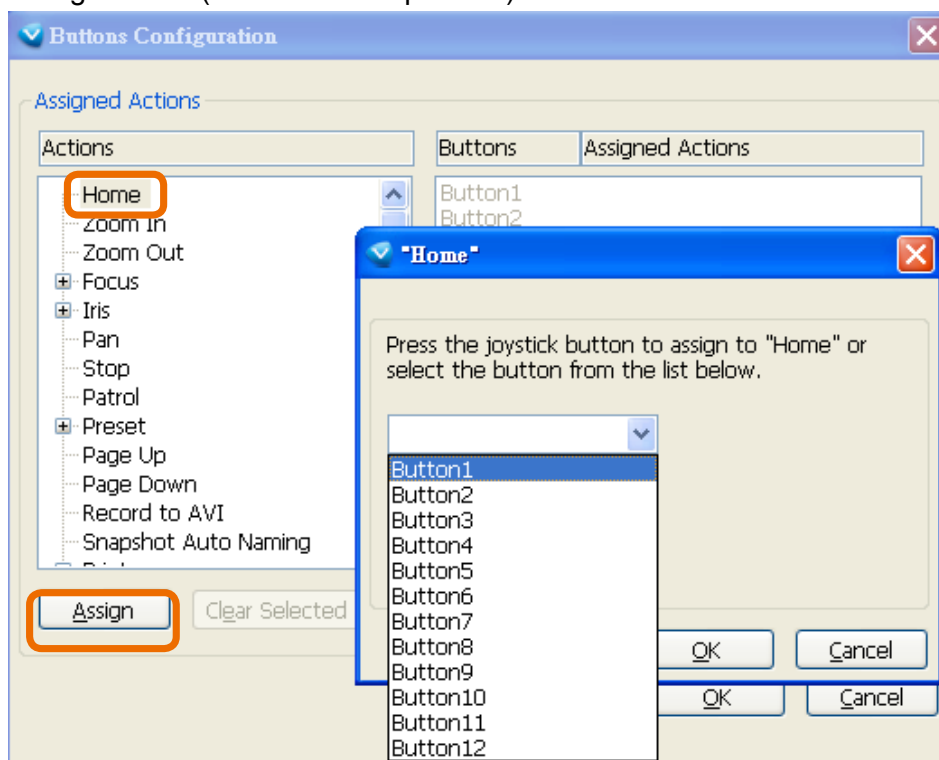 Buttons Configuration
Assigned Actions
Actions
Buttons
Assigned Actions
Home
Zoom In
Zoom Out
Focus
Iris
Pan
Stop
Patrol
Preset
Page Up
Page Down
Record to AVI
Snapshot Auto Naming
Button1
Button2
"Home"
Press the joystick button to assign to "Home" or
select the button from the list below.
Button1
Button2
Button3
Button4
Button5
Button6
Button7
Button8
Button9
Button10
Button11
Button12
OK
Cancel
Assign
Clear Selected
OK
Cancel